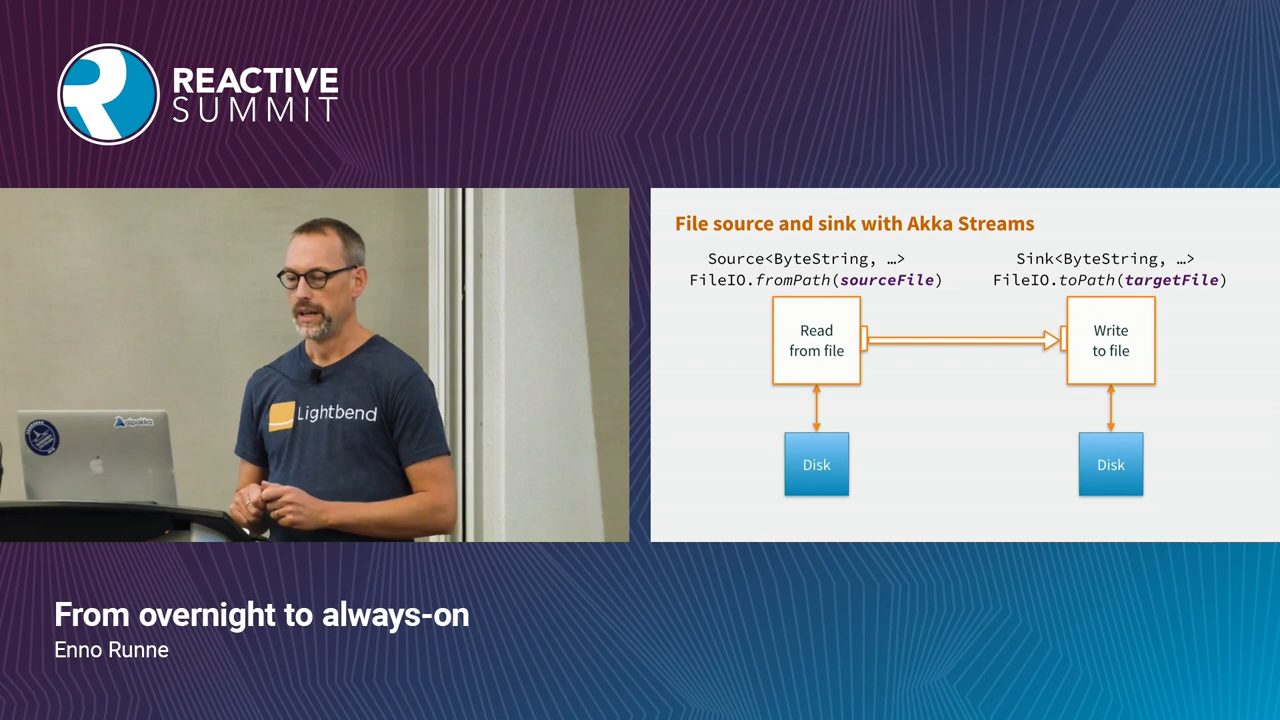 REACTIVE
SUMMIT
alpakka
Lightbend
File source and sink with Akka Streams
Source<ByteString, …>
FileIO.fromPath(sourceFile)
Sink<ByteString, …>
FileIO.toPath(targetFile)
Read
from file
Write
to file
Disk
Disk
From overnight to always-on
Enno Runne